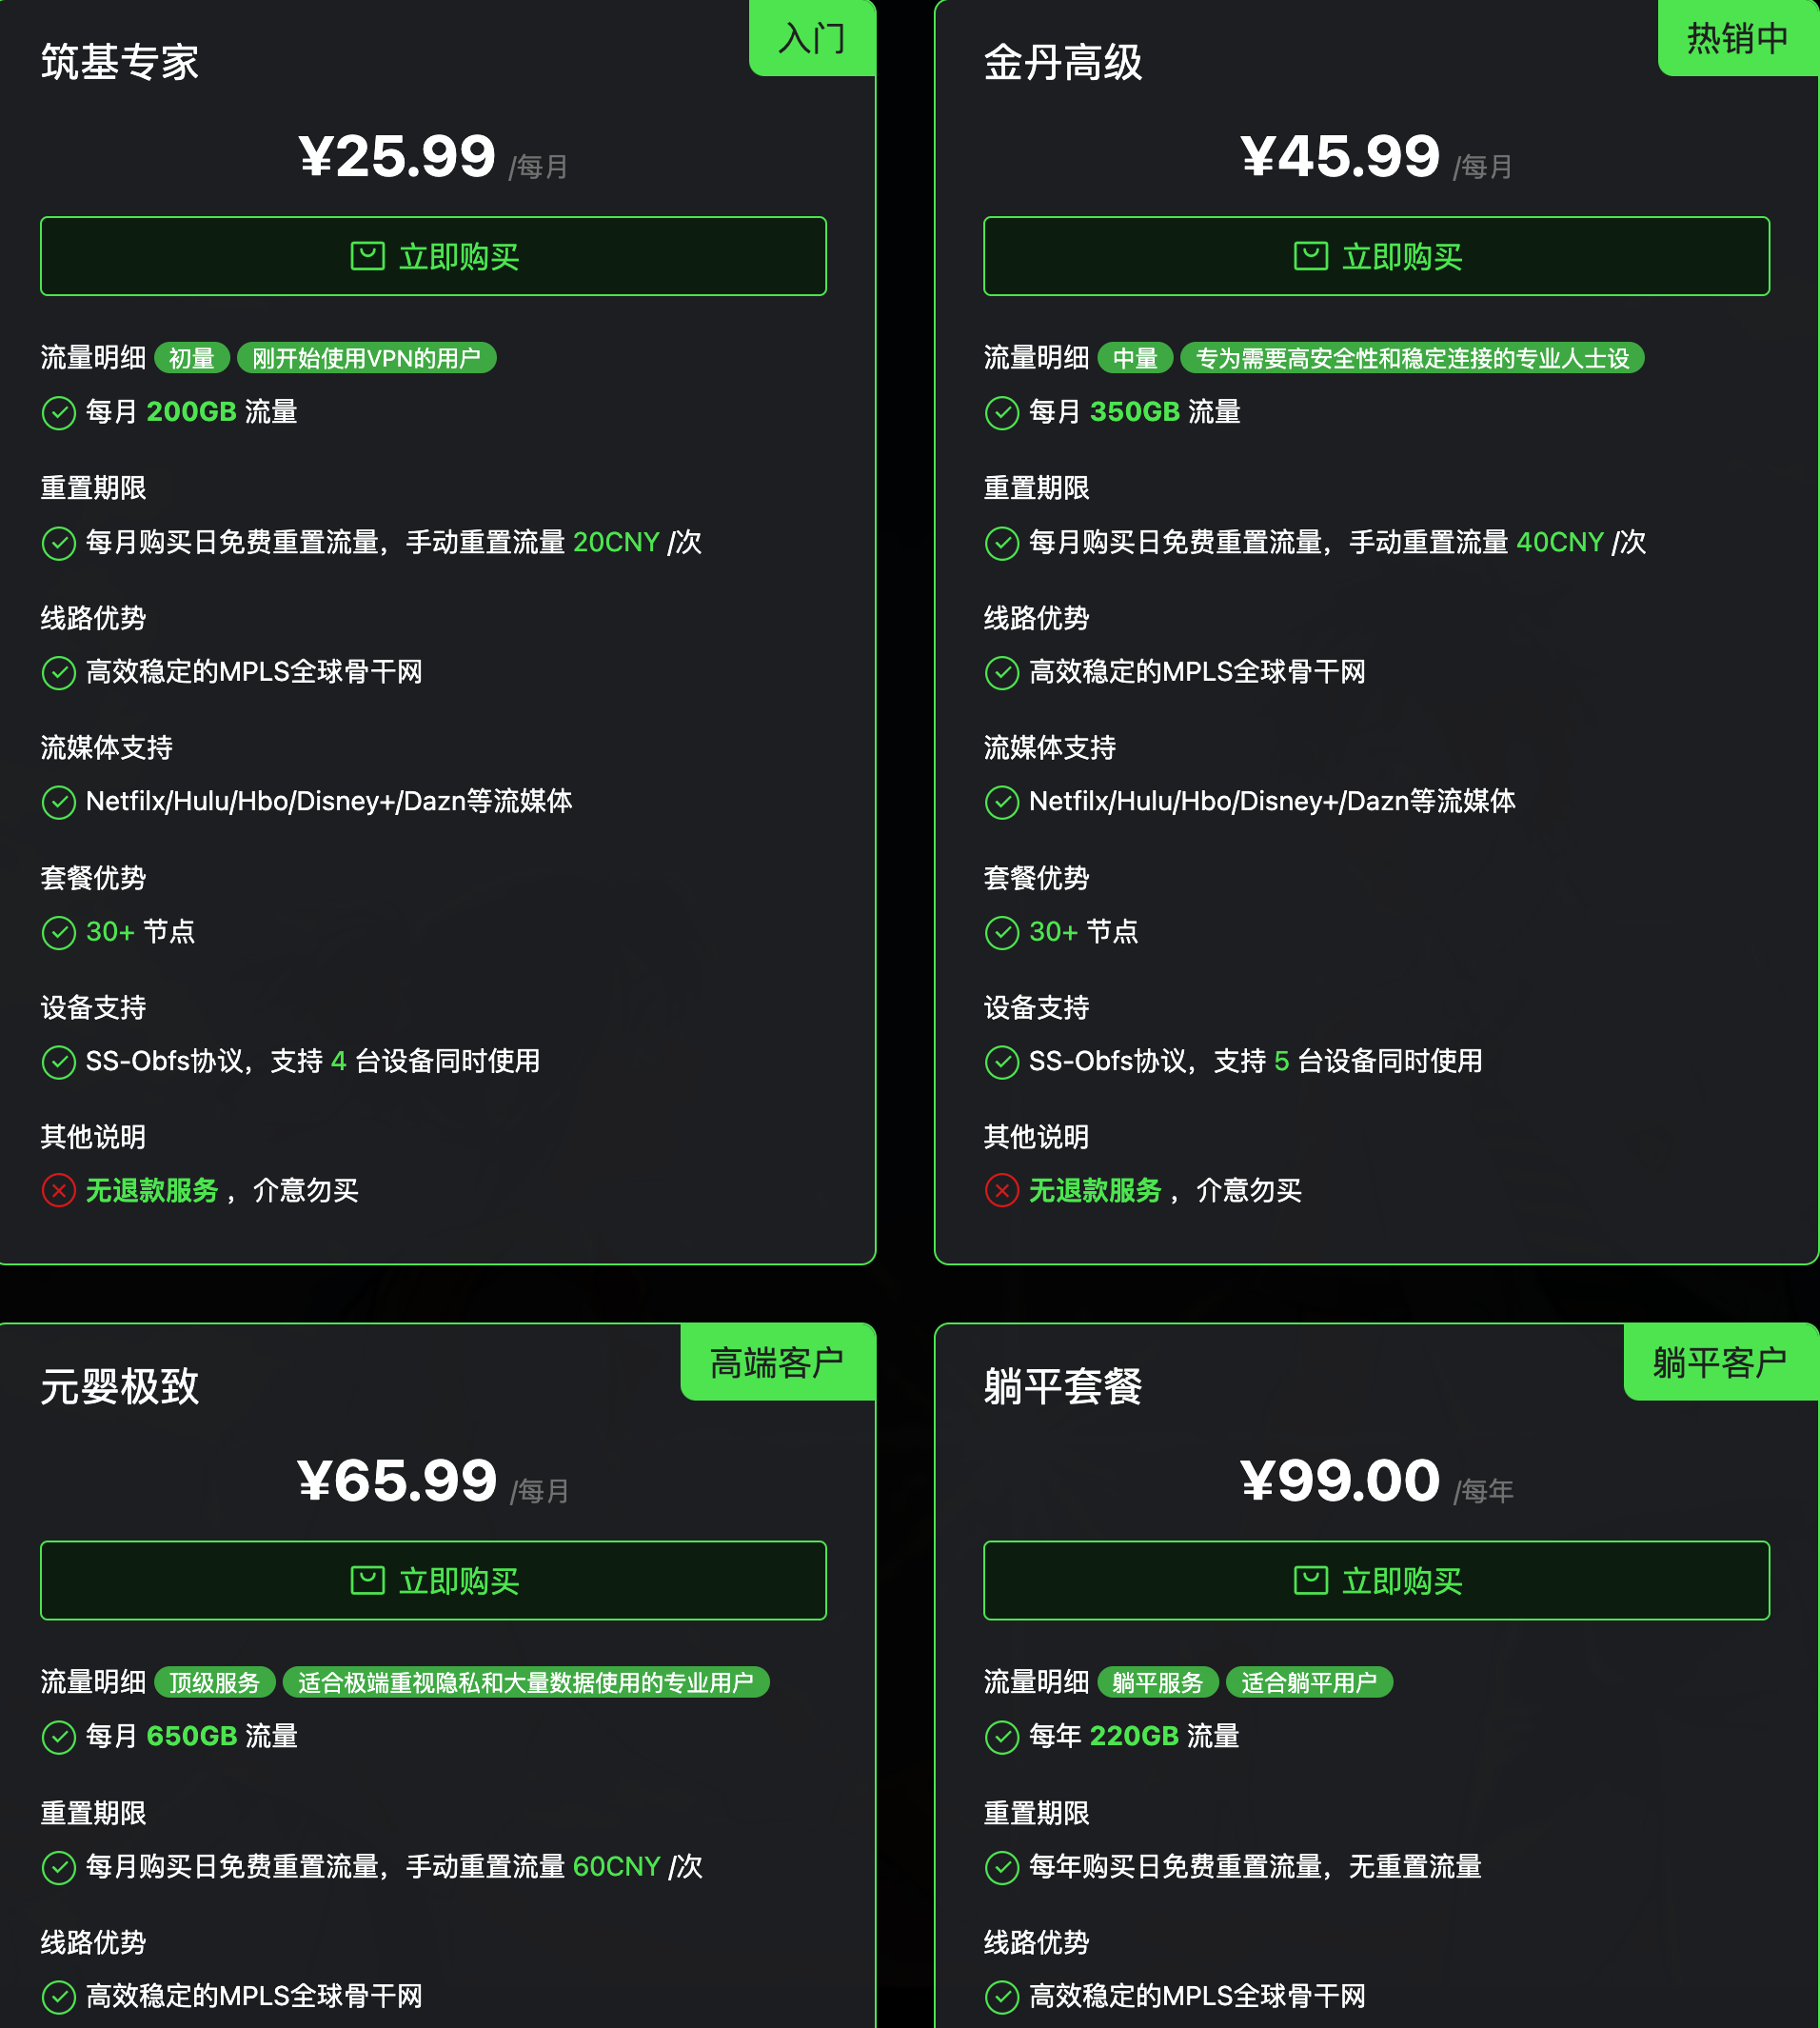 筑基专家
入门
¥25.99 /每月
立即购买
流量明细 初量 刚开始使用VPN的用户
每月 200GB 流量
重置期限
每月购买日免费重置流量，手动重置流量 20CNY /次
线路优势
高效稳定的MPLS全球骨干网
流媒体支持
Netfilx/Hulu/Hbo/Disney+/Dazn等流媒体
套餐优势
30+ 节点
设备支持
SS-Obfs协议，支持 4 台设备同时使用
其他说明
无退款服务 ，介意勿买
金丹高级
热销中
¥45.99 /每月
立即购买
流量明细 中量 专为需要高安全性和稳定连接的专业人士设
每月 350GB 流量
重置期限
每月购买日免费重置流量，手动重置流量 40CNY /次
线路优势
高效稳定的MPLS全球骨干网
流媒体支持
Netfilx/Hulu/Hbo/Disney+/Dazn等流媒体
套餐优势
30+ 节点
设备支持
SS-Obfs协议，支持 5 台设备同时使用
其他说明
无退款服务 ，介意勿买
元婴极致
高端客户
¥65.99 /每月
立即购买
流量明细 顶级服务 适合极端重视隐私和大量数据使用的专业用户
每月 650GB 流量
重置期限
每月购买日免费重置流量，手动重置流量 60CNY /次
线路优势
高效稳定的MPLS全球骨干网
躺平套餐
躺平客户
¥99.00 /每年
立即购买
流量明细 躺平服务 适合躺平用户
每年 220GB 流量
重置期限
每年购买日免费重置流量，无重置流量
线路优势
高效稳定的MPLS全球骨干网